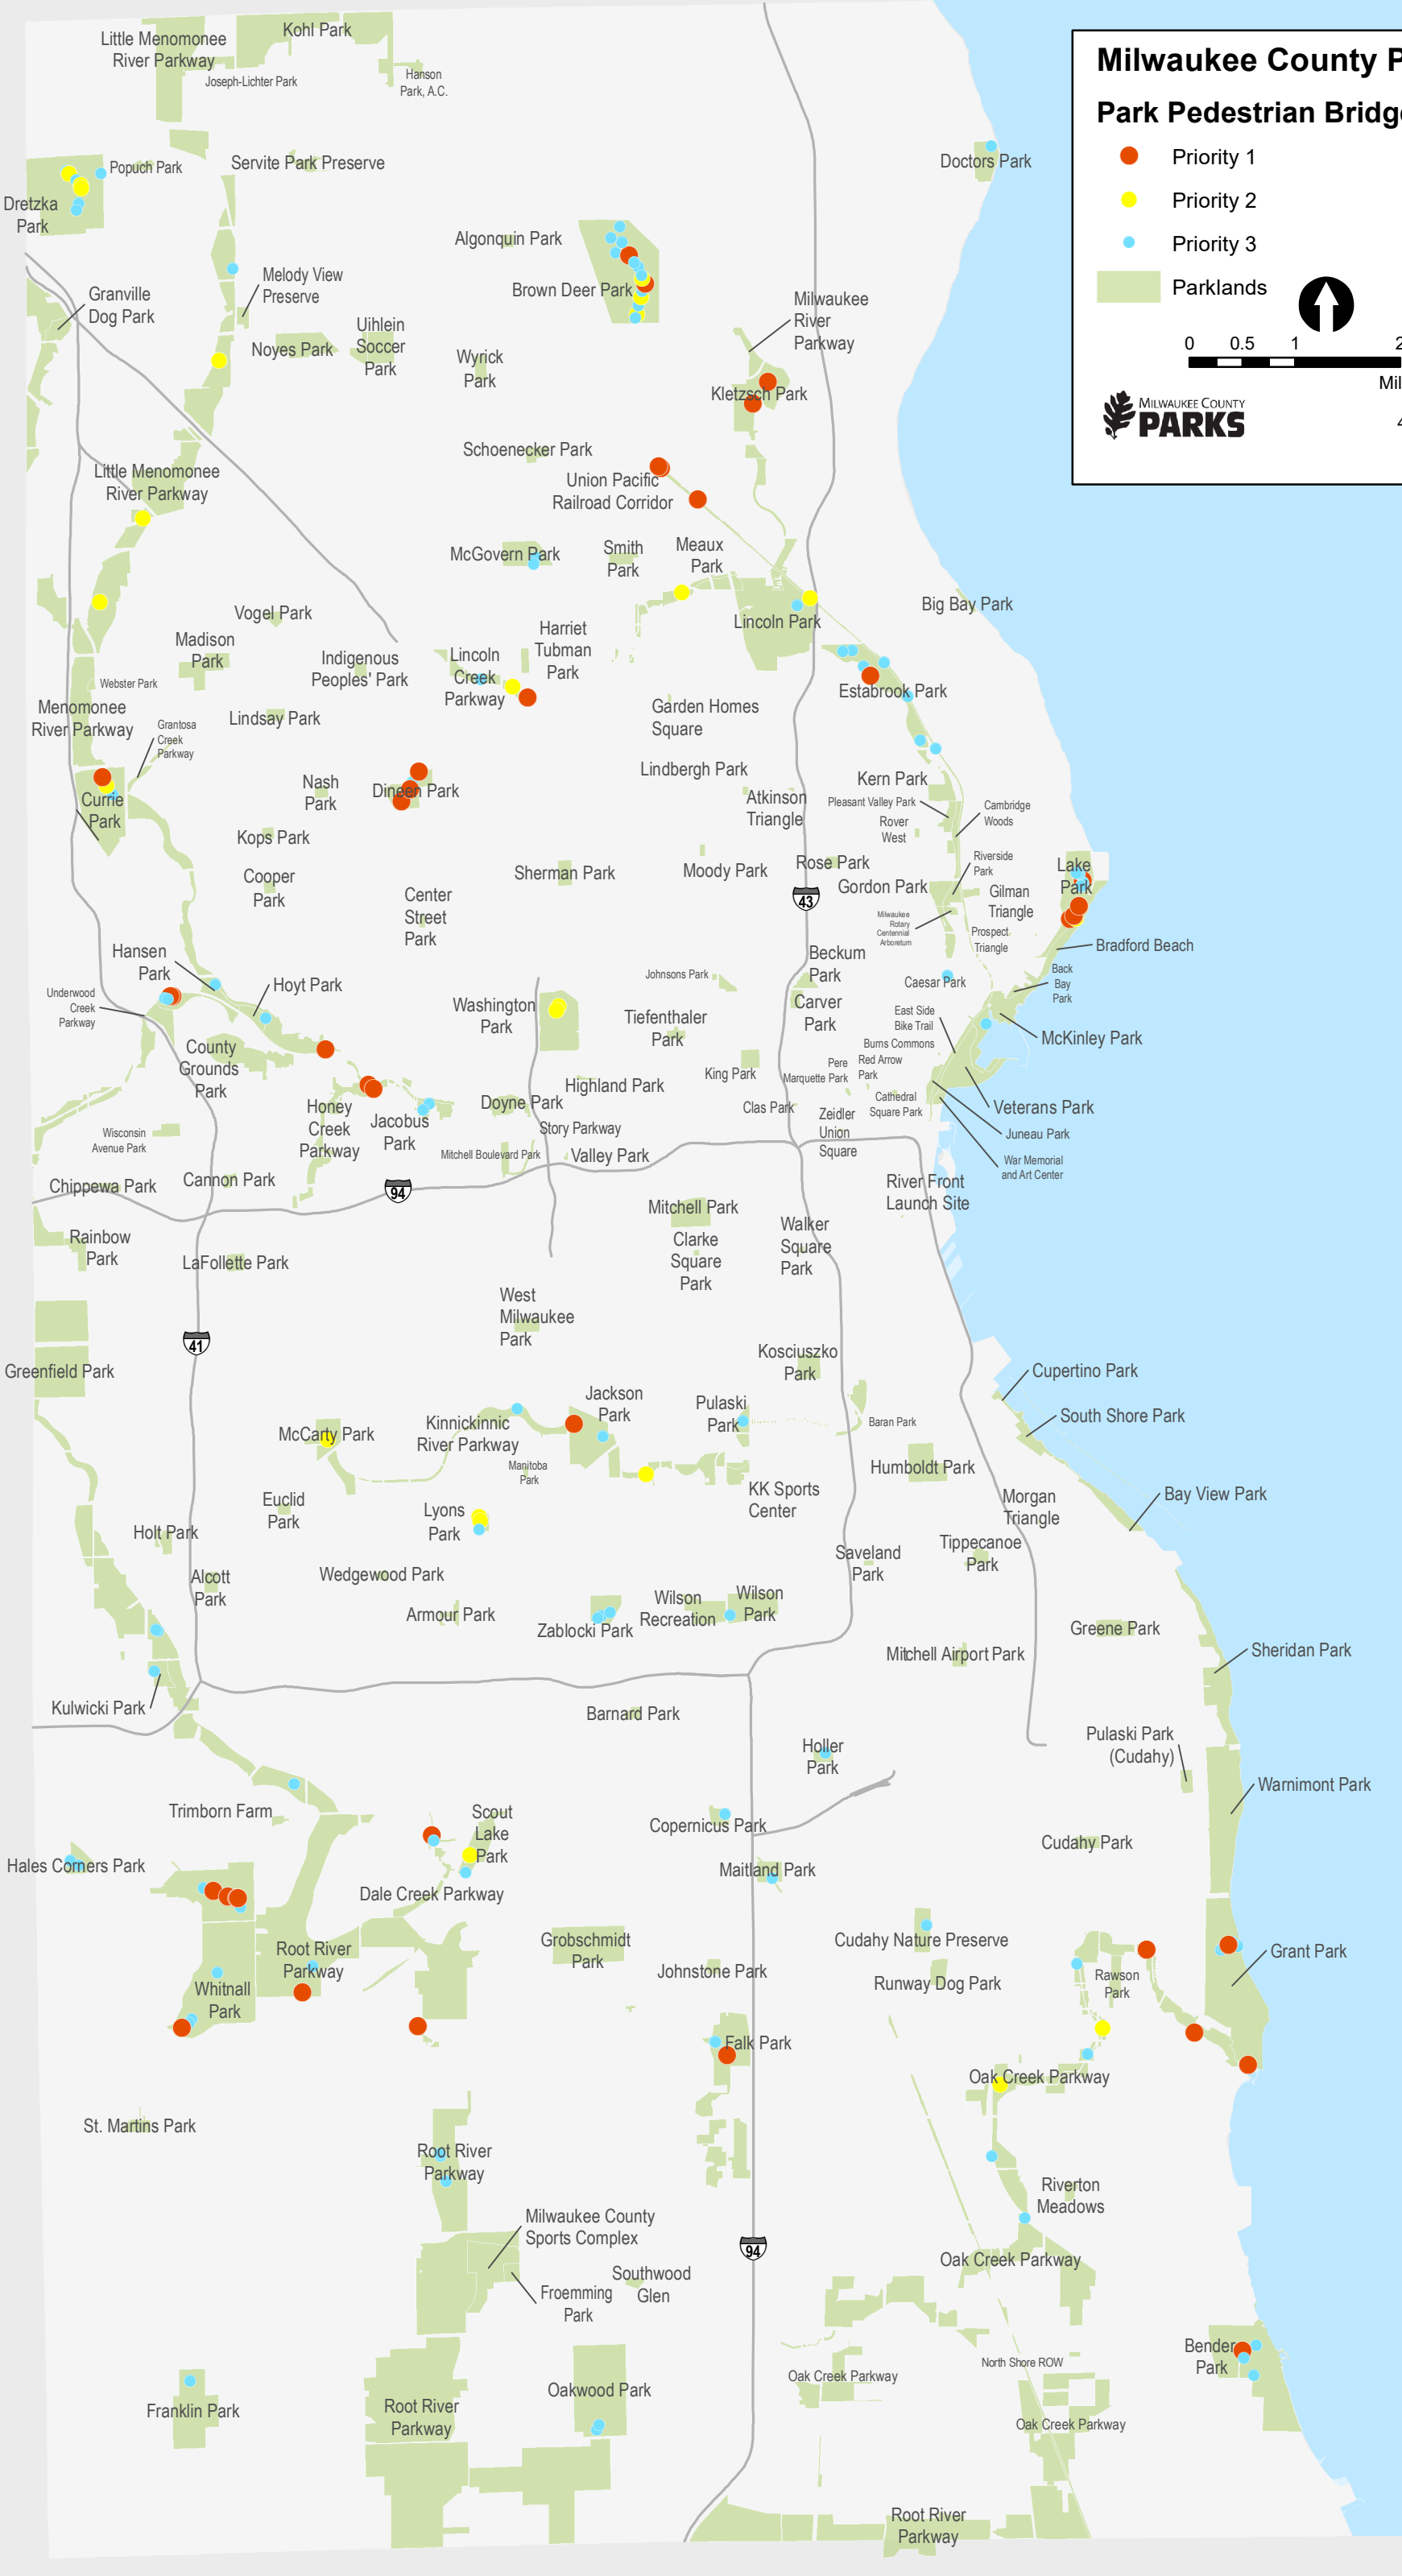 Milwaukee County P
Park Pedestrian Bridg
Priority 1
Priority 2
Priority 3
Parklands
0 0.5 1 2
Mil
MILWAUKEE COUNTY
PARKS
4
Little Menomonee
River Parkway
Kohl Park
Joseph-Lichter Park
Hanson
Park, A.C.
Popuch Park
Servite Park Preserve
Doctors Park
Dretzka
Park
Algonquin Park
Melody View
Preserve
Brown Deer Park
Granville
Dog Park
Milwaukee
River
Parkway
Noyes Park
Uihlein
Soccer
Park
Wyrick
Park
Kletzsch Park
Schoenecker Park
Little Menomonee
River Parkway
Union Pacific
Railroad Corridor
McGovern Park
Smith
Park
Meaux
Park
Vogel Park
Big Bay Park
Lincoln Park
Madison
Park
Harriet
Tubman
Park
Indigenous
Peoples' Park
Lincoln
Creek
Parkway
Webster Park
Estabrook Park
Menomonee
River Parkway
Grantosa
Creek
Parkway
Lindsay Park
Garden Homes
Square
Lindbergh Park
Kern Park
Nash
Park
Dineen Park
Currie
Park
Atkinson
Triangle
Pleasant Valley Park
Cambridge
Woods
Rover
West
Kops Park
Cooper
Park
Sherman Park
Moody Park
Rose Park
Riverside
Park
Lake
Park
Gordon Park
Gilman
Triangle
43
Center
Street
Park
Milwaukee
Rotary
Centennial
Arboretum
Prospect
Triangle
Bradford Beach
Hansen
Park
Beckum
Park
Back
Bay
Park
Johnsons Park
Caesar Park
Hoyt Park
Underwood
Creek
Parkway
Washington
Park
Tiefenthaler
Park
Carver
Park
East Side
Bike Trail
McKinley Park
County
Grounds
Park
Burns Commons
King Park
Pere
Marquette Park
Red Arrow
Park
Highland Park
Honey
Creek
Parkway
Jacobus
Park
Doyne Park
Clas Park
Cathedral
Square Park
Veterans Park
Zeidler
Union
Square
Story Parkway
Juneau Park
Wisconsin
Avenue Park
Mitchell Boulevard Park
Valley Park
War Memorial
and Art Center
Chippewa Park
Cannon Park
94
River Front
Launch Site
Mitchell Park
Rainbow
Park
Clarke
Square
Park
Walker
Square
Park
LaFollette Park
West
Milwaukee
Park
41
Greenfield Park
Kosciuszko
Park
Cupertino Park
Jackson
Park
Pulaski
Park
South Shore Park
McCarty Park
Kinnickinnic
River Parkway
Baran Park
Manitoba
Park
Humboldt Park
KK Sports
Center
Morgan
Triangle
Bay View Park
Euclid
Park
Lyons
Park
Holt Park
Tippecanoe
Park
Saveland
Park
Alcott
Park
Wedgewood Park
Armour Park
Wilson
Recreation
Wilson
Park
Zablocki Park
Greene Park
Mitchell Airport Park
Sheridan Park
Kulwicki Park
Barnard Park
Pulaski Park
(Cudahy)
Holler
Park
Warnimont Park
Trimborn Farm
Scout
Lake
Park
Copernicus Park
Cudahy Park
Hales Corners Park
Maitland Park
Dale Creek Parkway
Grobschmidt
Park
Cudahy Nature Preserve
Root River
Parkway
Grant Park
Johnstone Park
Runway Dog Park
Rawson
Park
Whitnall
Park
Falk Park
Oak Creek Parkway
St. Martins Park
Root River
Parkway
Riverton
Meadows
Milwaukee County
Sports Complex
94
Oak Creek Parkway
Southwood
Glen
Froemming
Park
Bender
Park
North Shore ROW
Oak Creek Parkway
Oakwood Park
Franklin Park
Root River
Parkway
Oak Creek Parkway
Root River
Parkway